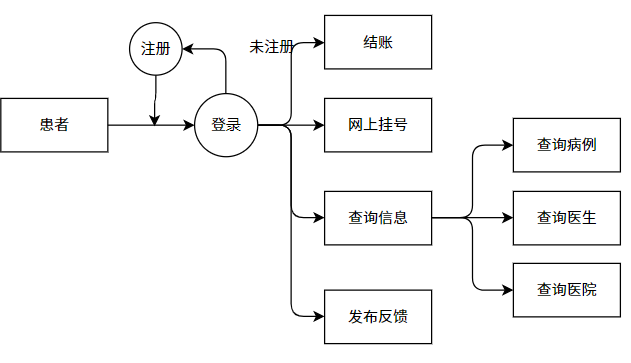 未注册
结账
注册
患者
登录
网上挂号
查询病例
查询信息
查询医生
查询医院
发布反馈